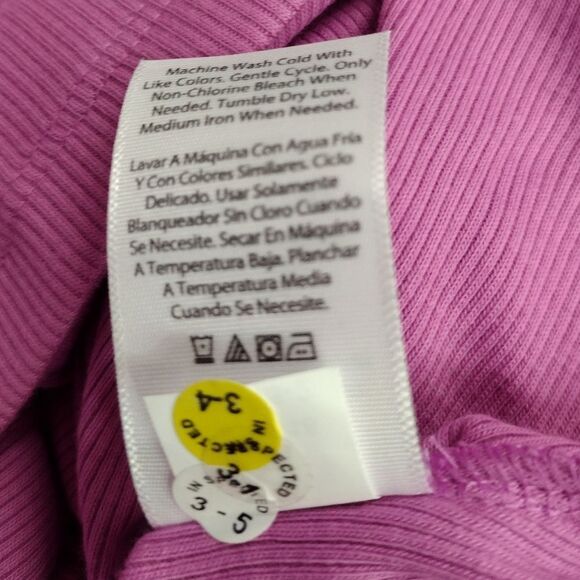 Machine Wash Cold With
Like Colors. Gentle Cycle. Only
Non-Chlorine Bleach When
Needed. Tumble Dry Low.
Medium Iron When Needed.
Lavar A Máquina Con Agua Fría
Y Con Colores Similares. Ciclo
Delicado. Usar Solamente
Blanqueador Sin Cloro Cuando
Se Necesite. Secar En Máquina
A Temperatura Baja. Planchar
A Temperatura Media
Cuando Se Necesite.
3-4
INSPECTED
3-5